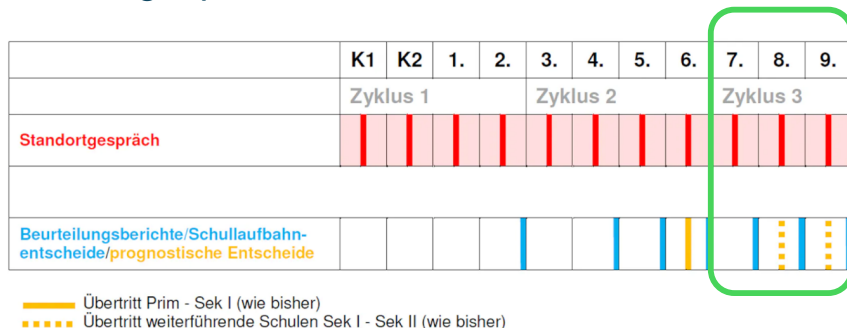 K1 K2 1. 2. 3. 4. 5. 6. 7. 8. 9.
Zyklus 1 Zyklus 2 Zyklus 3
Standortgespräch
Beurteilungsberichte/Schullaufbahn-
entscheide/prognostische Entscheide
Übertritt Prim - Sek I (wie bisher)
Übertritt weiterführende Schulen Sek I - Sek II (wie bisher)